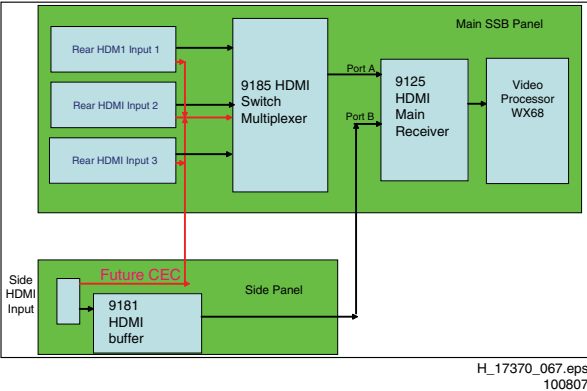 Main SSB Panel
Rear HDM1 Input 1
Rear HDMI Input 2
Rear HDMI Input 3
9185 HDMI
Switch
Multiplexer
Port A
Port B
9125
HDMI
Main
Receiver
Video
Processor
WX68
Side
HDMI
Input
Future CEC
9181
HDMI
buffer
Side Panel
H_17370_067.eps
100807